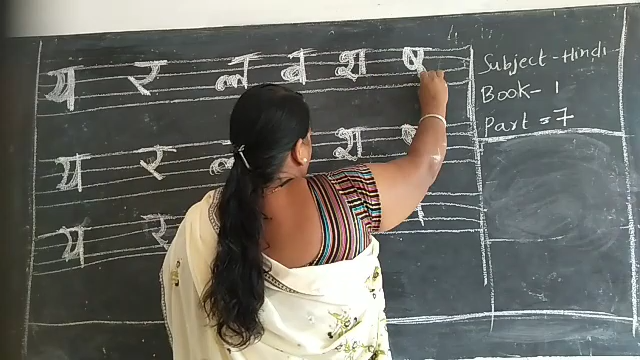 य र ल व श ष
य र ल श
य र
Subject-Hindi
Book- 1
Part = 7